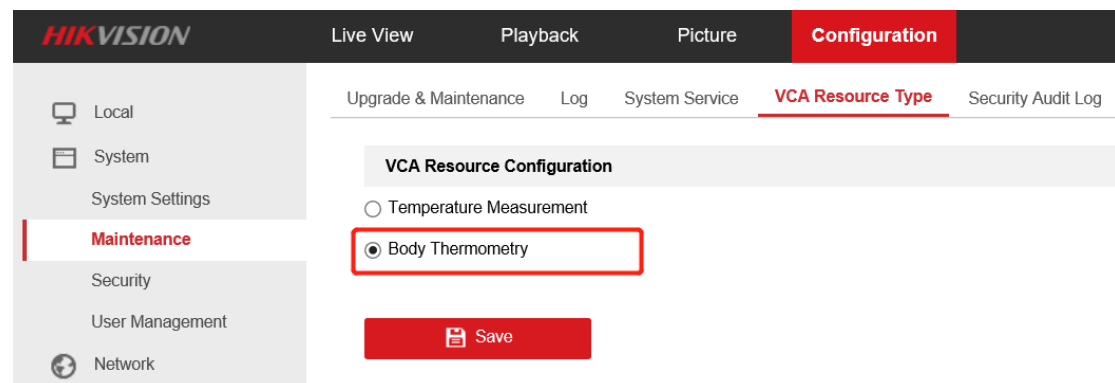 HIKVISION
Live View Playback Picture Configuration
Local
System
System Settings
Maintenance
Security
User Management
Network
Upgrade & Maintenance Log System Service VCA Resource Type Security Audit Log
VCA Resource Configuration
Temperature Measurement
Body Thermometry
Save